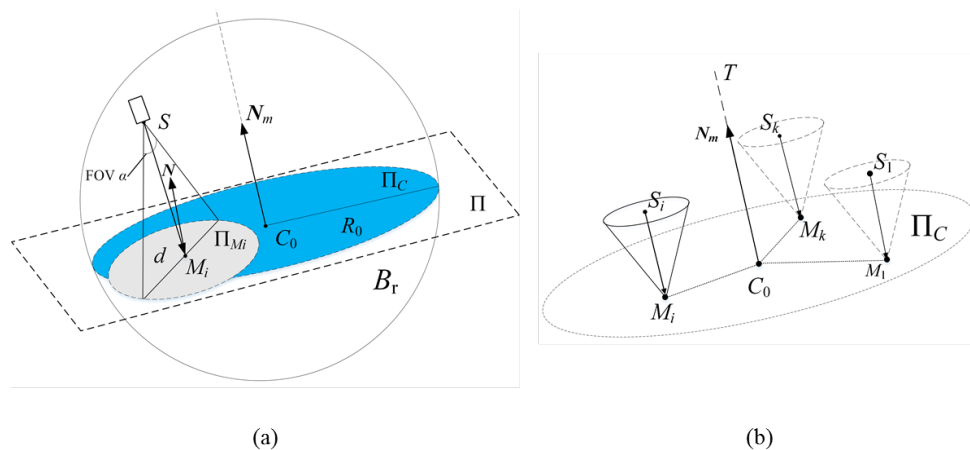 S
N_m
FOV α
N
Π_C
Π
Π_Mi
R_0
d
C_0
M_i
B_r
(a)
T
N_m
S_k
S_1
S_i
M_k
Π_C
M_1
C_0
M_i
(b)